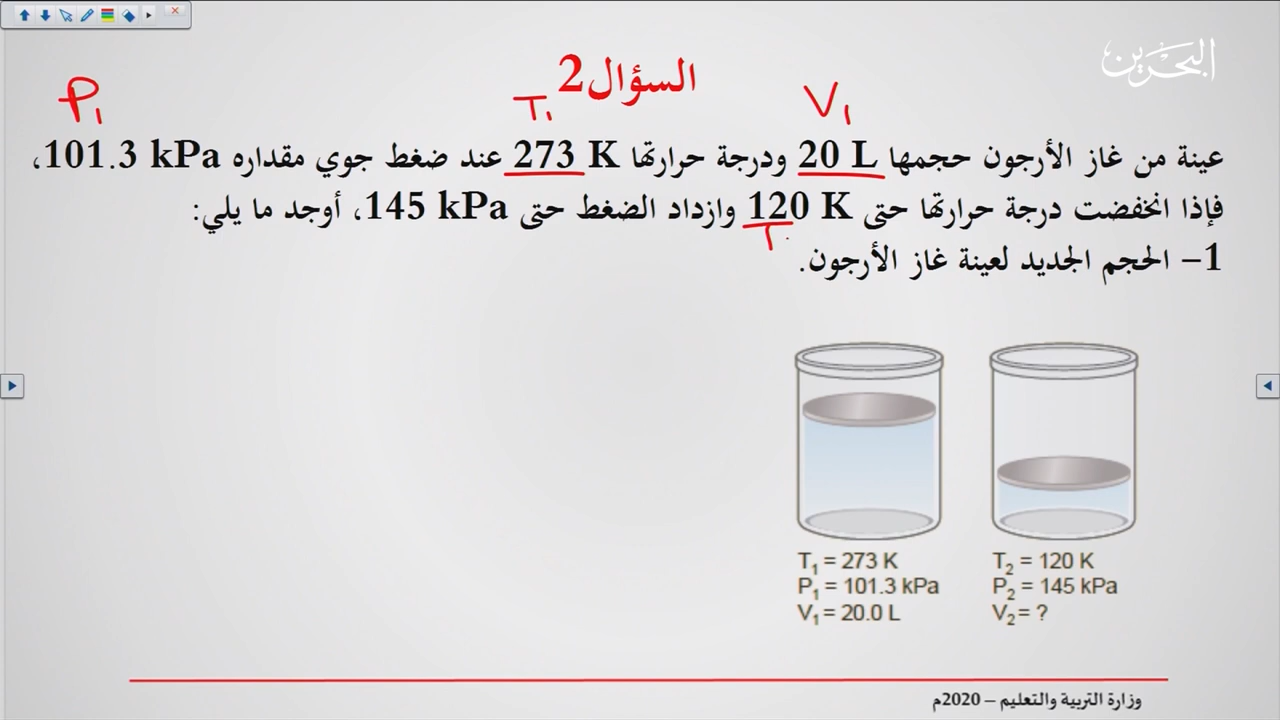 البحرين
السؤال2
P₁
T₁
V₁
عينة من غاز الأرجون حجمها 20 L ودرجة حرارتها 273 K عند ضغط جوي مقداره 101.3 kPa،
فإذا انخفضت درجة حرارتها حتى 120 K وازداد الضغط حتى 145 kPa، أوجد ما يلي:
T
1– الحجم الجديد لعينة غاز الأرجون.
T₁ = 273 K
P₁ = 101.3 kPa
V₁ = 20.0 L
T₂ = 120 K
P₂ = 145 kPa
V₂ = ?
وزارة التربية والتعليم – 2020م